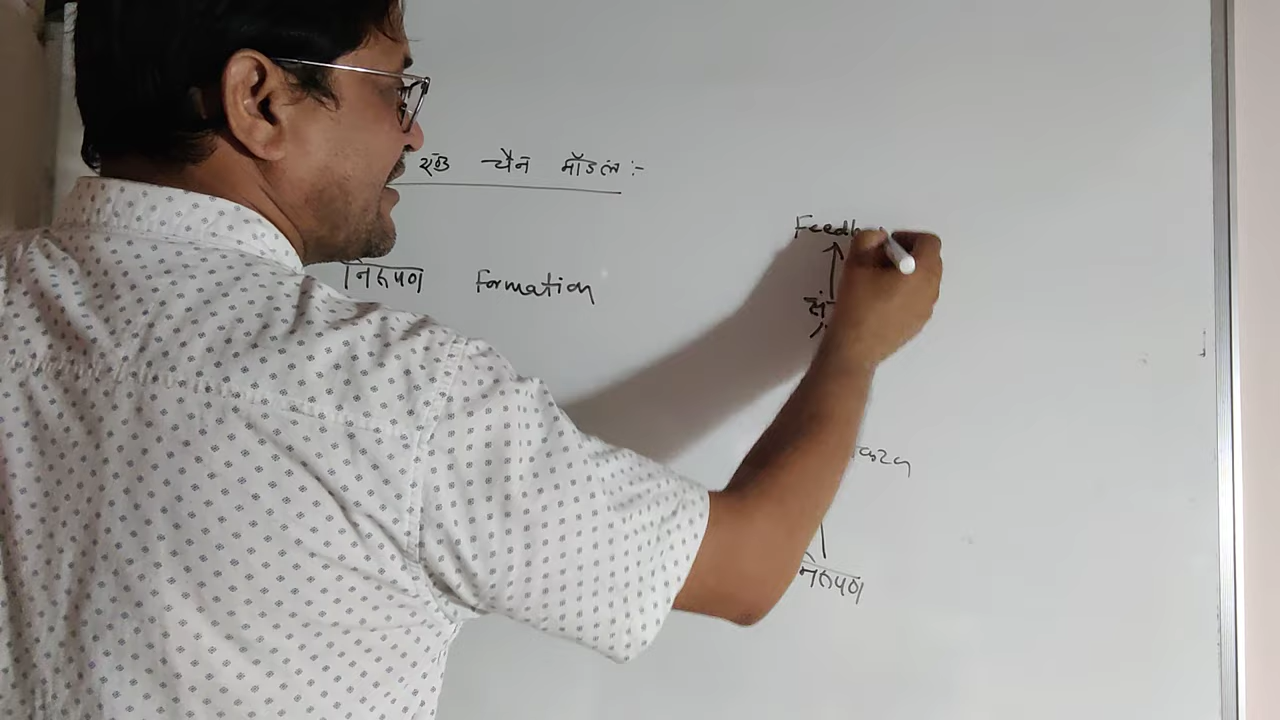 एंड चैन मॉडल :-
निरुपण Formation
Feedb
निरुपण